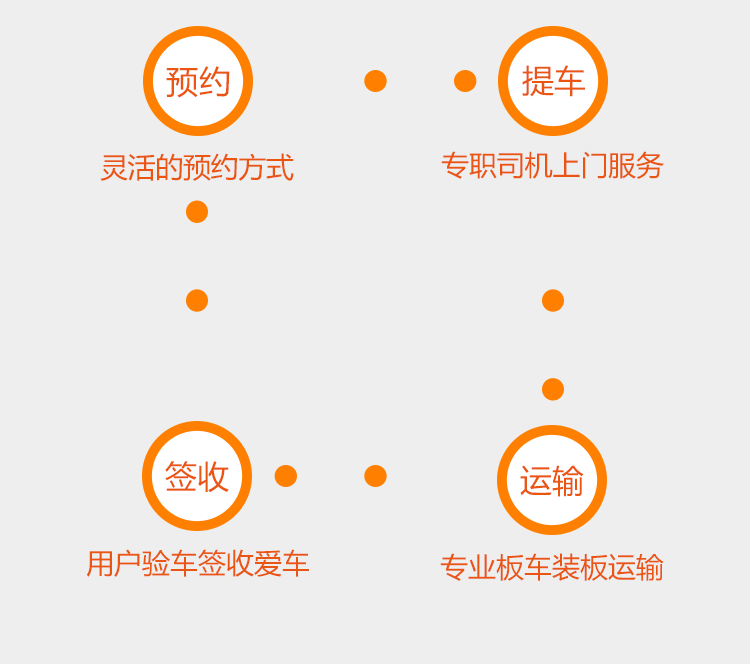 预约
灵活的预约方式
提车
专职司机上门服务
签收
用户验车签收爱车
运输
专业板车装板运输